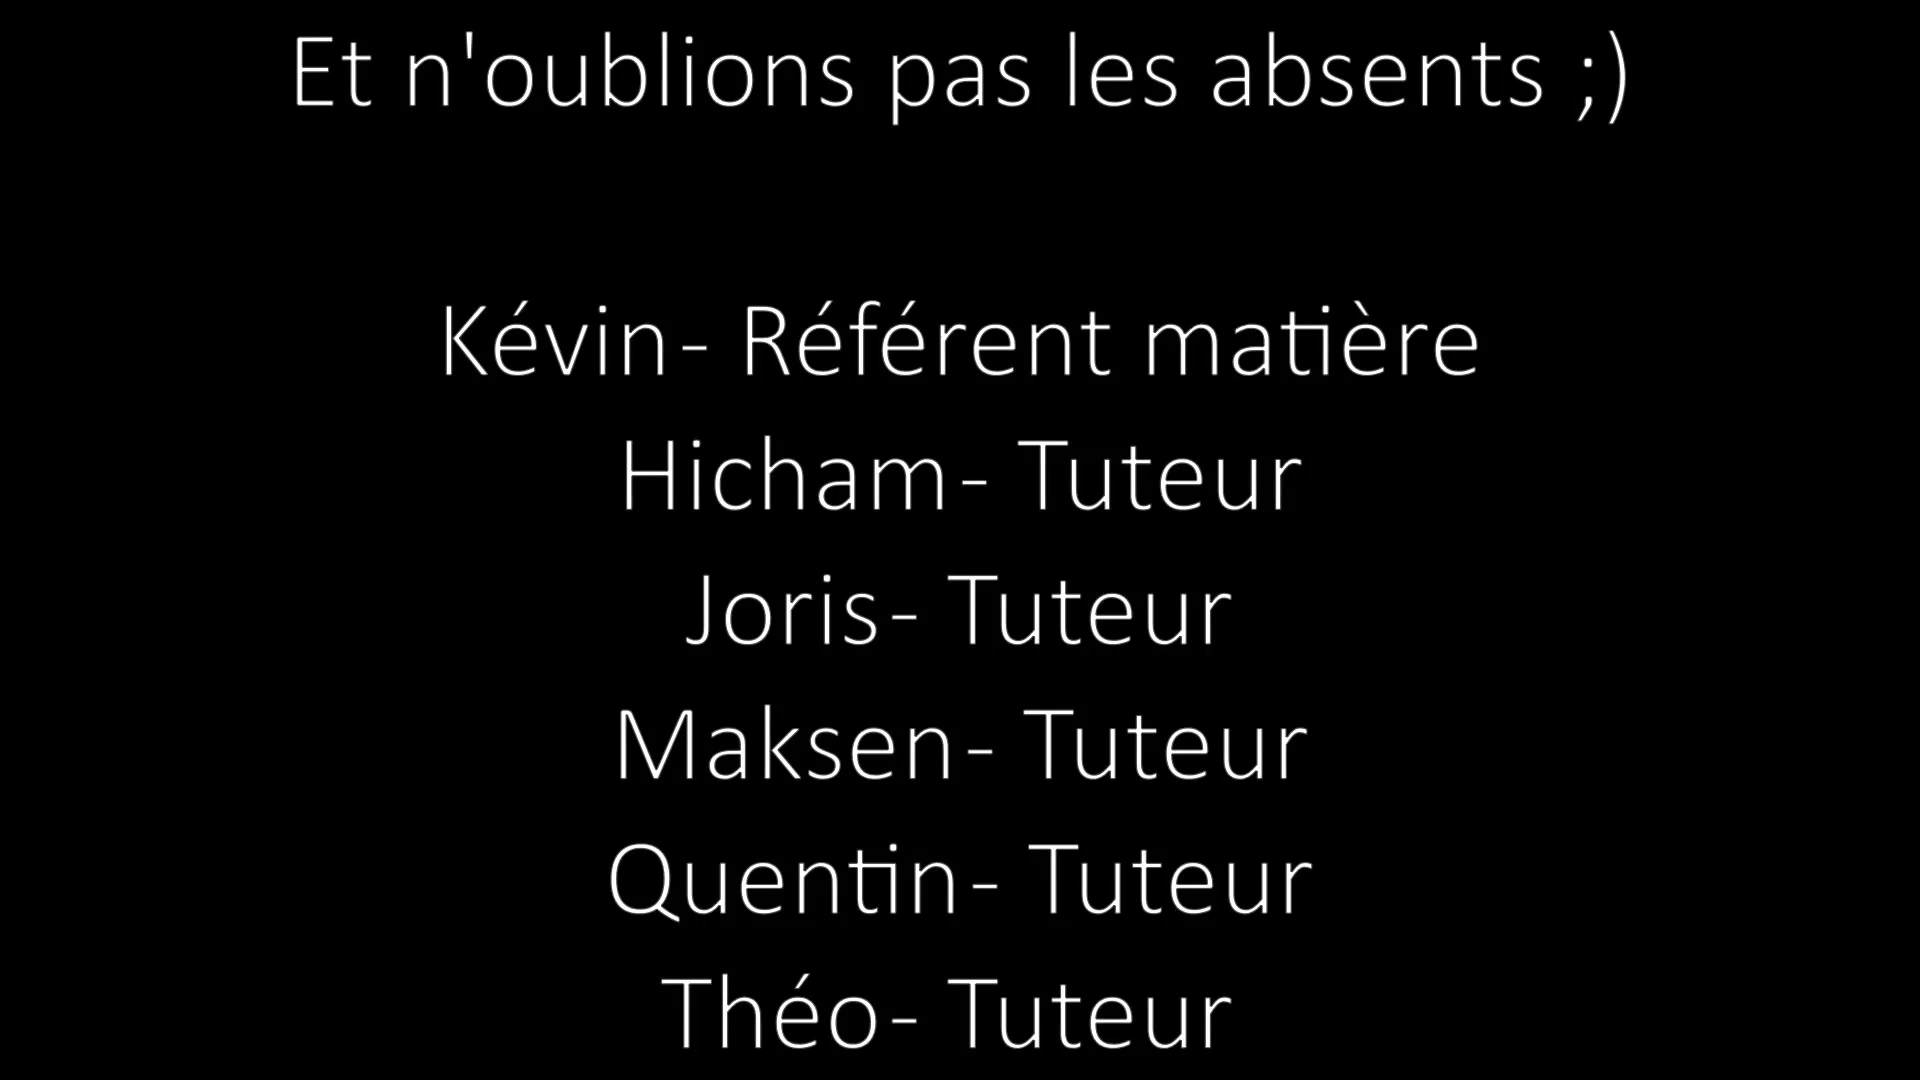 Et n'oublions pas les absents ;)
Kévin- Référent matière
Hicham- Tuteur
Joris- Tuteur
Maksen- Tuteur
Quentin- Tuteur
Théo- Tuteur